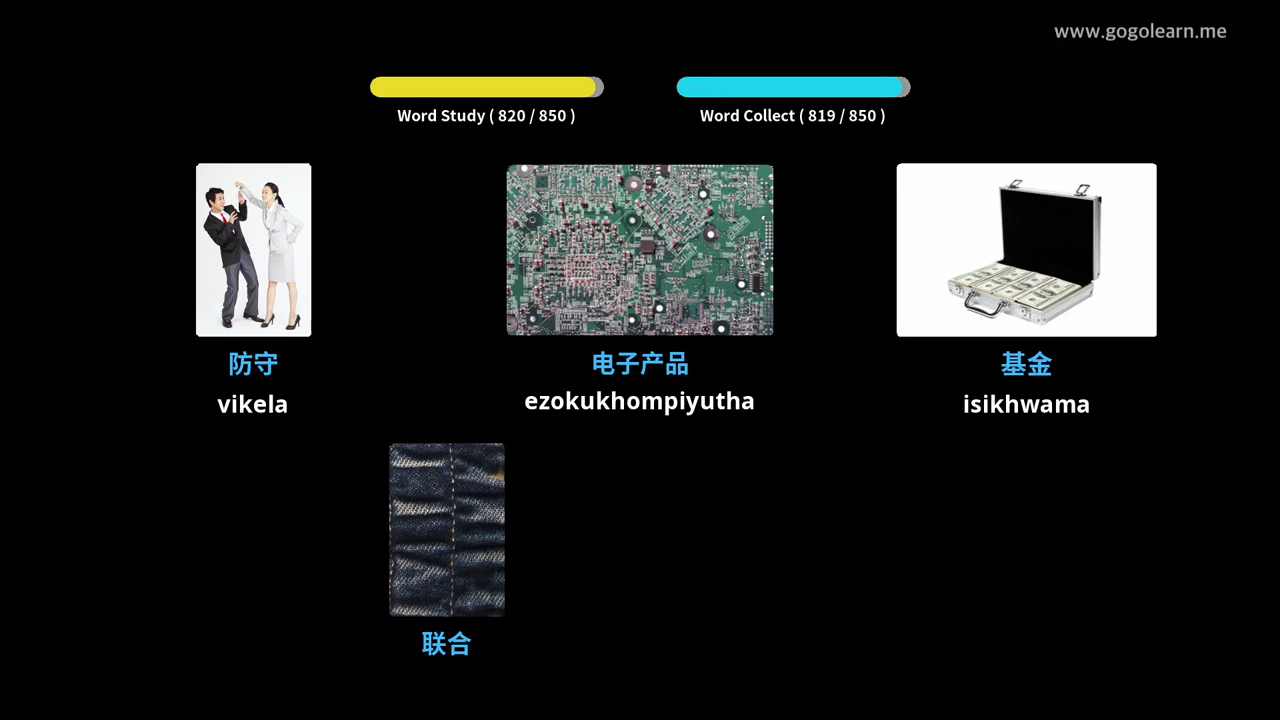 www.gogolearn.me
Word Study ( 820 / 850 )
Word Collect ( 819 / 850 )
防守
电子产品
基金
vikela
ezokukhompiyutha
isikhwama
联合